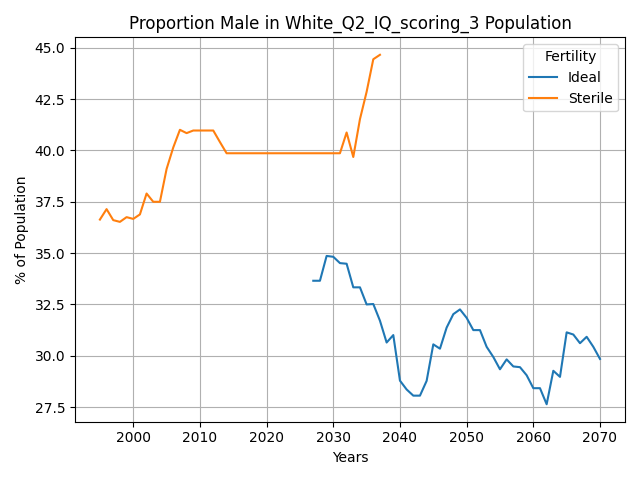 Proportion Male in White_Q2_IQ_scoring_3 Population
45.0
42.5
40.0
37.5
35.0
32.5
30.0
27.5
% of Population
Fertility
Ideal
Sterile
2000 2010 2020 2030 2040 2050 2060 2070
Years